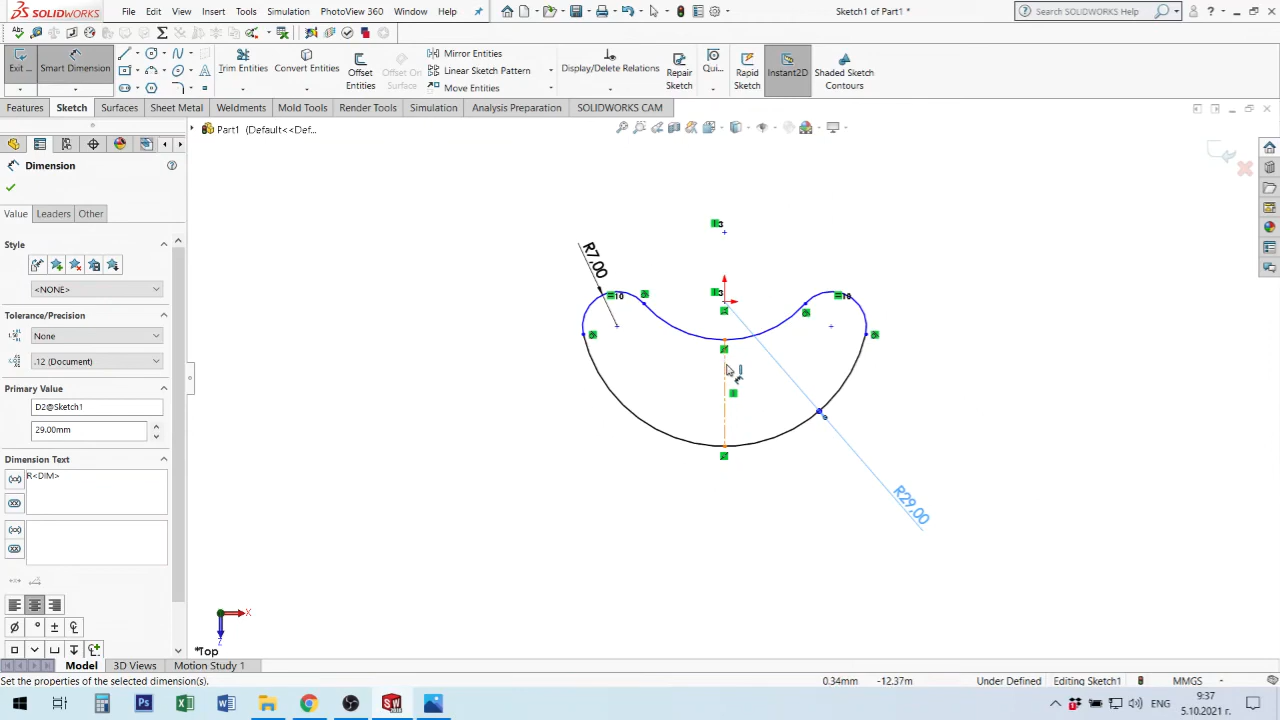 SOLIDWORKS File Edit View Insert Tools Simulation PhotoView 360 Window Help Sketch1 of Part1 * Search SOLIDWORKS Help
Exit ... Smart Dimension Trim Entities Convert Entities Offset Entities Offset On Surface Mirror Entities Linear Sketch Pattern Move Entities Display/Delete Relations Repair Sketch Qui... Rapid Sketch Instant2D Shaded Sketch Contours
Features Sketch Surfaces Sheet Metal Weldments Mold Tools Render Tools Simulation Analysis Preparation SOLIDWORKS CAM
Part1 (Default<<Def...
Dimension
Value Leaders Other
Style
<NONE>
Tolerance/Precision
None
.12 (Document)
Primary Value
D2@Sketch1
29.00mm
Dimension Text
R<DIM>
R7,00
3
3
10
10
R29,00
X
Z
*Top
Model 3D Views Motion Study 1
Set the properties of the selected dimension(s). 0.34mm -12.37m Under Defined Editing Sketch1 MMGS
ENG 9:37
5.10.2021 г.